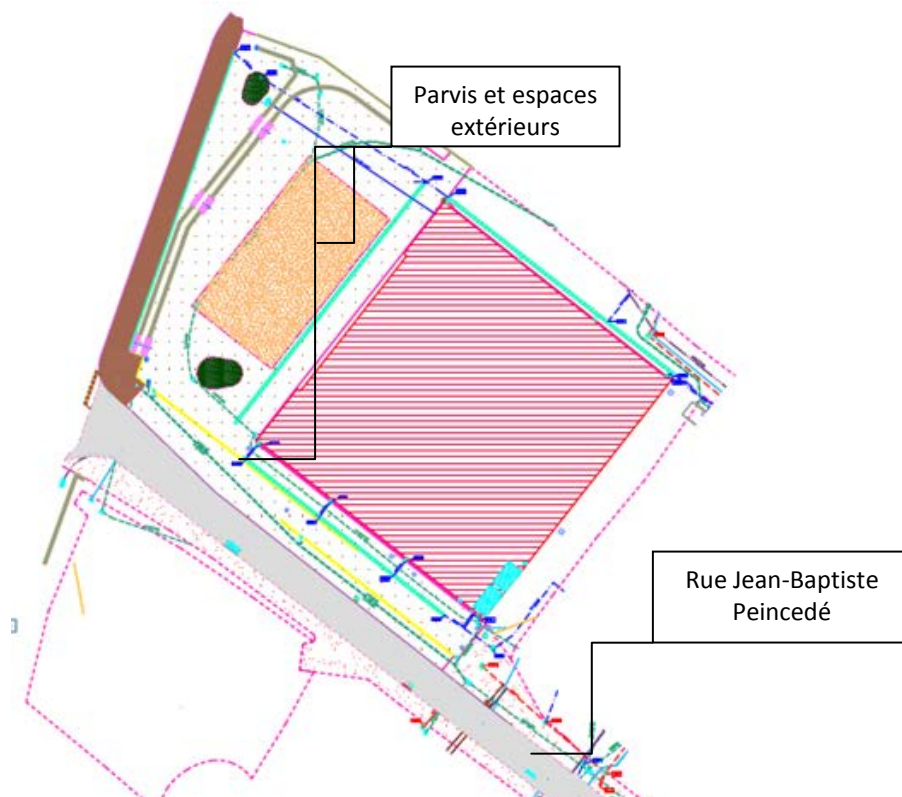 Parvis et espaces
extérieurs
Rue Jean-Baptiste
Peincedé